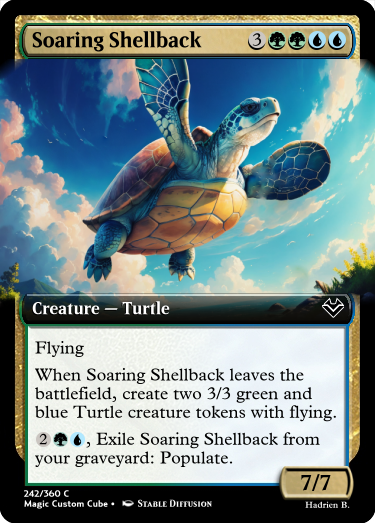 Soaring Shellback 3
Creature — Turtle
Flying
When Soaring Shellback leaves the
battlefield, create two 3/3 green and
blue Turtle creature tokens with flying.
2, Exile Soaring Shellback from
your graveyard: Populate.
7/7
242/360 C
Magic Custom Cube • Stable Diffusion
Hadrien B.